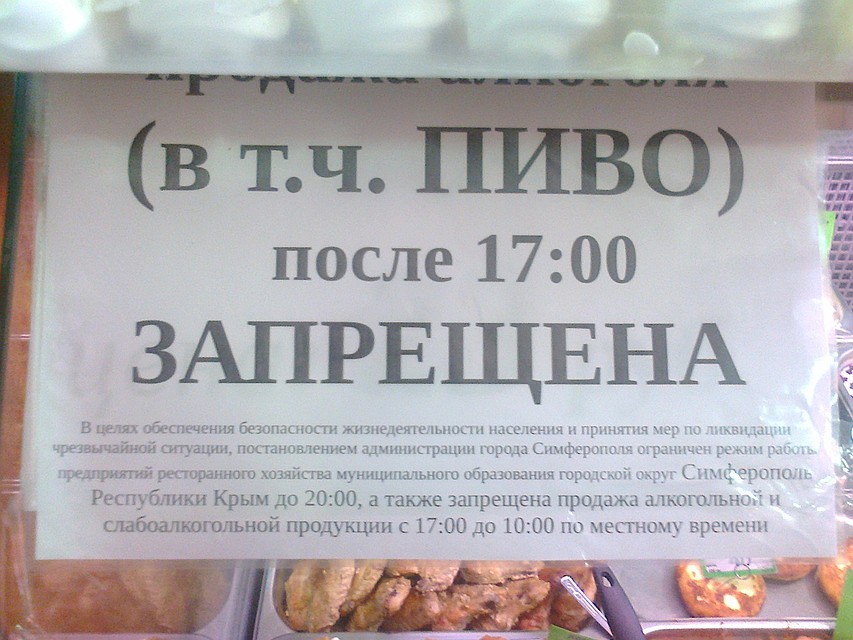 продажа алкоголя
(в т.ч. ПИВО)
после 17:00
ЗАПРЕЩЕНА
В целях обеспечения безопасности жизнедеятельности населения и принятия мер по ликвидации
чрезвычайной ситуации, постановлением администрации города Симферополя ограничен режим работы
предприятий ресторанного хозяйства муниципального образования городской округ Симферополь
Республики Крым до 20:00, а также запрещена продажа алкогольной и
слабоалкогольной продукции с 17:00 до 10:00 по местному времени